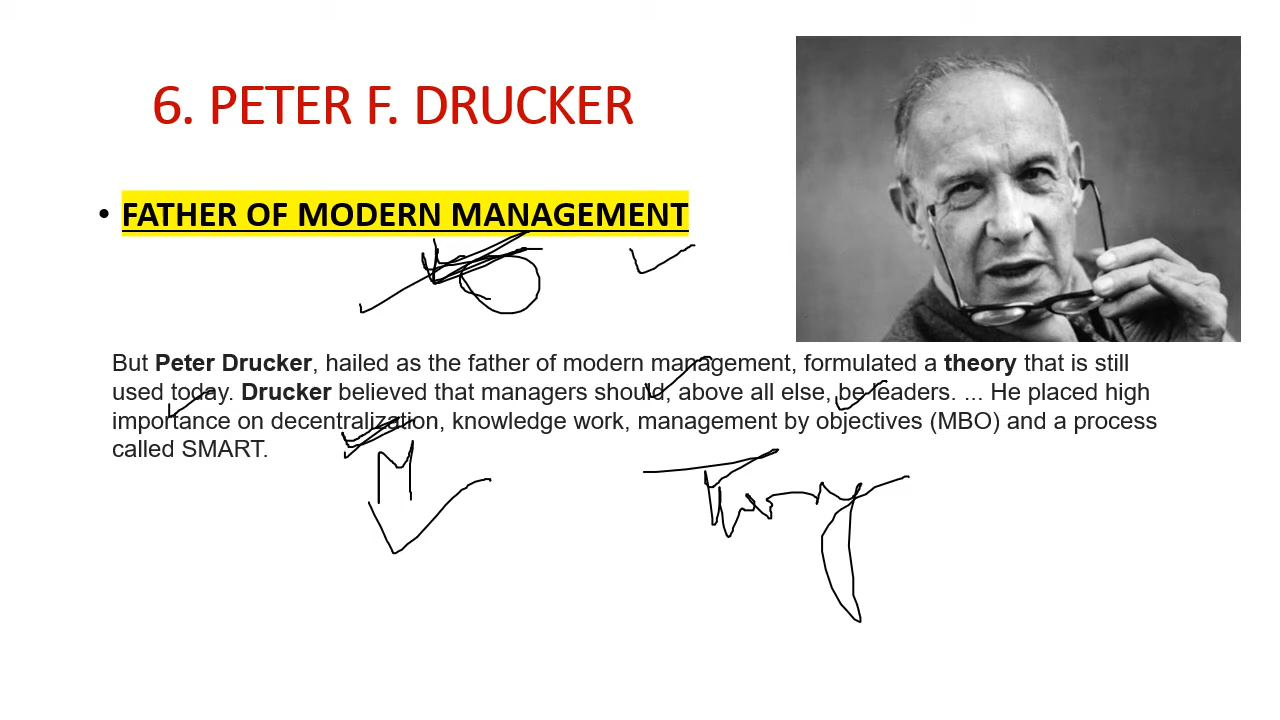 6. PETER F. DRUCKER
• FATHER OF MODERN MANAGEMENT
But Peter Drucker, hailed as the father of modern management, formulated a theory that is still
used today. Drucker believed that managers should, above all else, be leaders. ... He placed high
importance on decentralization, knowledge work, management by objectives (MBO) and a process
called SMART.